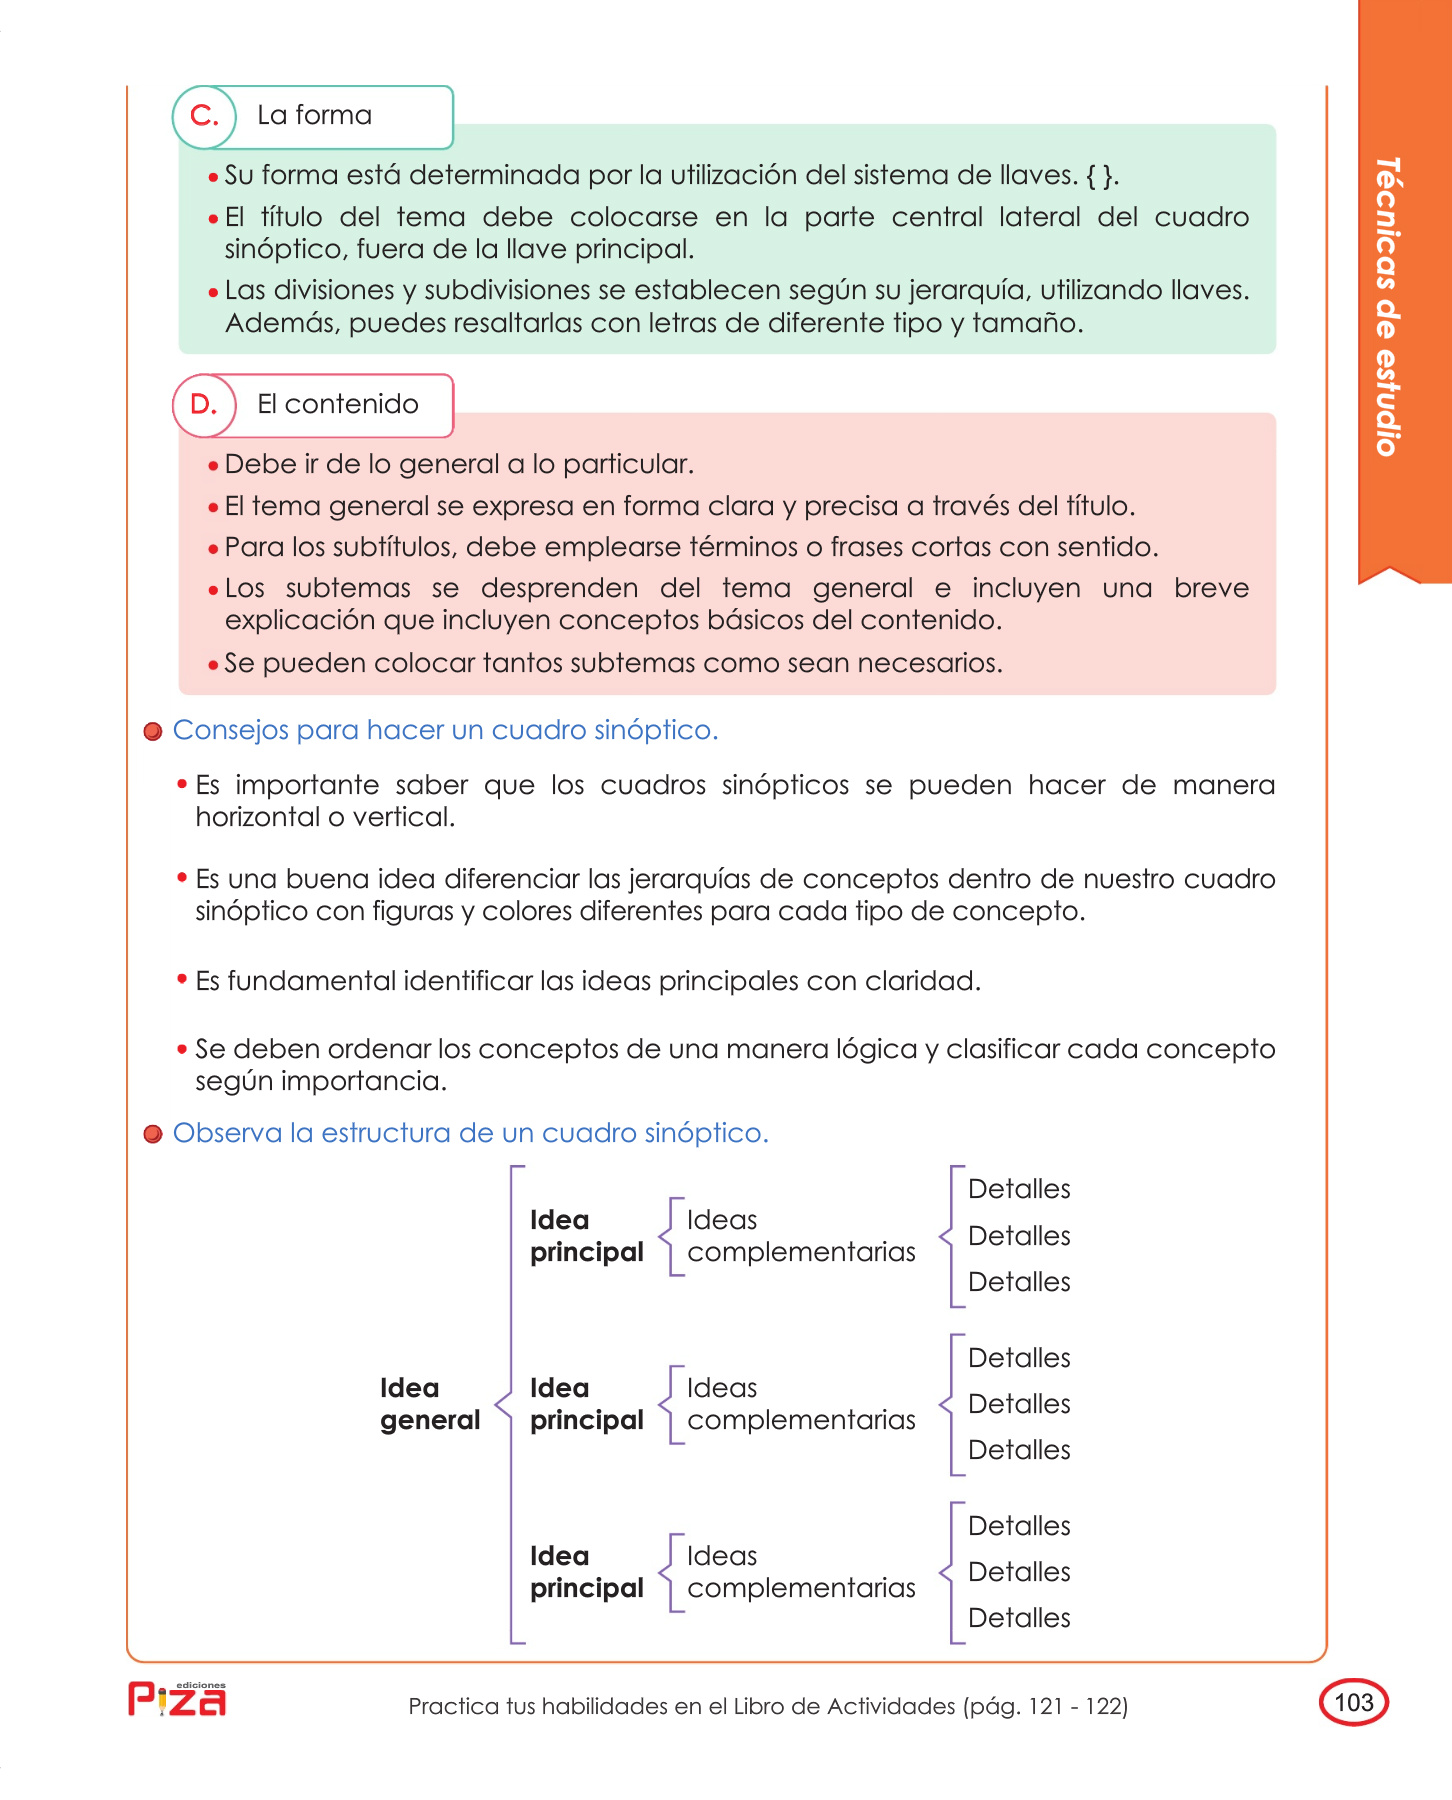 C. La forma
• Su forma está determinada por la utilización del sistema de llaves. { }.
• El título del tema debe colocarse en la parte central lateral del cuadro
sinóptico, fuera de la llave principal.
• Las divisiones y subdivisiones se establecen según su jerarquía, utilizando llaves.
Además, puedes resaltarlas con letras de diferente tipo y tamaño.
D. El contenido
• Debe ir de lo general a lo particular.
• El tema general se expresa en forma clara y precisa a través del título.
• Para los subtítulos, debe emplearse términos o frases cortas con sentido.
• Los subtemas se desprenden del tema general e incluyen una breve
explicación que incluyen conceptos básicos del contenido.
• Se pueden colocar tantos subtemas como sean necesarios.
Consejos para hacer un cuadro sinóptico.
• Es importante saber que los cuadros sinópticos se pueden hacer de manera
horizontal o vertical.
• Es una buena idea diferenciar las jerarquías de conceptos dentro de nuestro cuadro
sinóptico con figuras y colores diferentes para cada tipo de concepto.
• Es fundamental identificar las ideas principales con claridad.
• Se deben ordenar los conceptos de una manera lógica y clasificar cada concepto
según importancia.
Observa la estructura de un cuadro sinóptico.
Idea
general
Idea
principal
Ideas
complementarias
Detalles
Detalles
Detalles
Idea
principal
Ideas
complementarias
Detalles
Detalles
Detalles
Idea
principal
Ideas
complementarias
Detalles
Detalles
Detalles
Técnicas de estudio
ediciones
Piza
Practica tus habilidades en el Libro de Actividades (pág. 121 - 122)
103